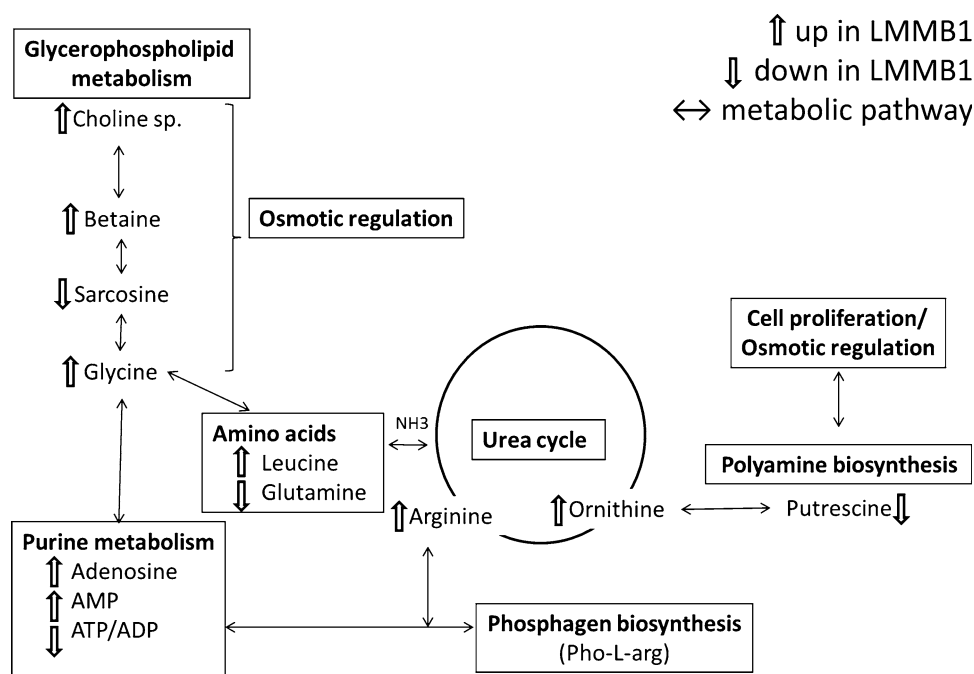 up in LMMB1
down in LMMB1
metabolic pathway
Glycerophospholipid
metabolism
Choline sp.
Betaine
Sarcosine
Glycine
Osmotic regulation
Cell proliferation/
Osmotic regulation
Amino acids
Leucine
Glutamine
NH3
Urea cycle
Arginine
Ornithine
Polyamine biosynthesis
Putrescine
Purine metabolism
Adenosine
AMP
ATP/ADP
Phosphagen biosynthesis
(Pho-L-arg)